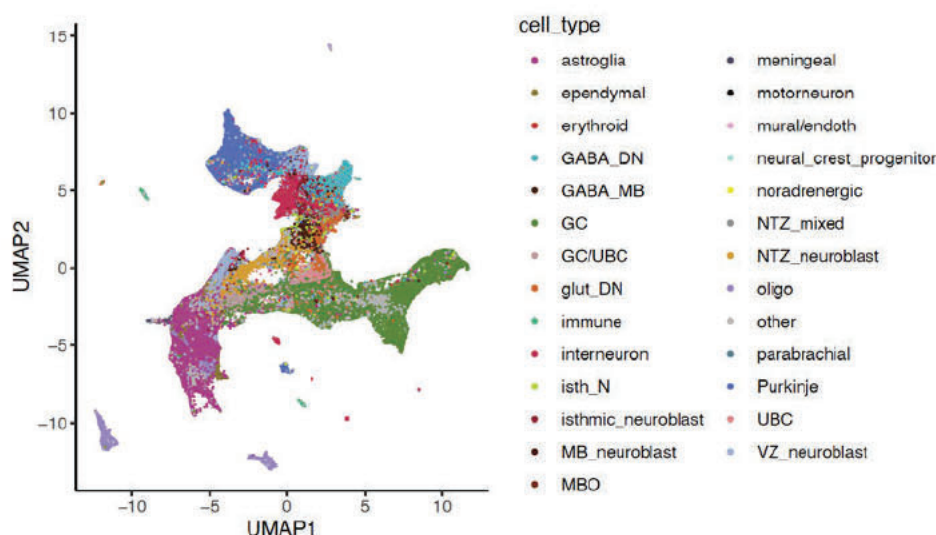 cell_type
15
10
5
0
−5
−10
−10
−5
0
5
10
UMAP2
UMAP1
astroglia
ependymal
erythroid
GABA_DN
GABA_MB
GC
GC/UBC
glut_DN
immune
interneuron
isth_N
isthmic_neuroblast
MB_neuroblast
MBO
meningeal
motorneuron
mural/endoth
neural_crest_progenitor
noradrenergic
NTZ_mixed
NTZ_neuroblast
oligo
other
parabrachial
Purkinje
UBC
VZ_neuroblast